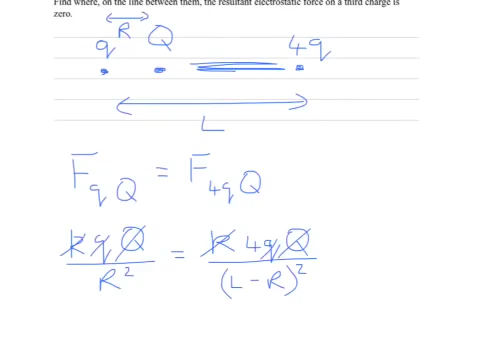 Find where, on the line between them, the resultant electrostatic force on a third charge is
zero.
R
q Q 4q
L
F_qQ = F_4qQ
kqQ/R² = k4qQ/(L-R)²